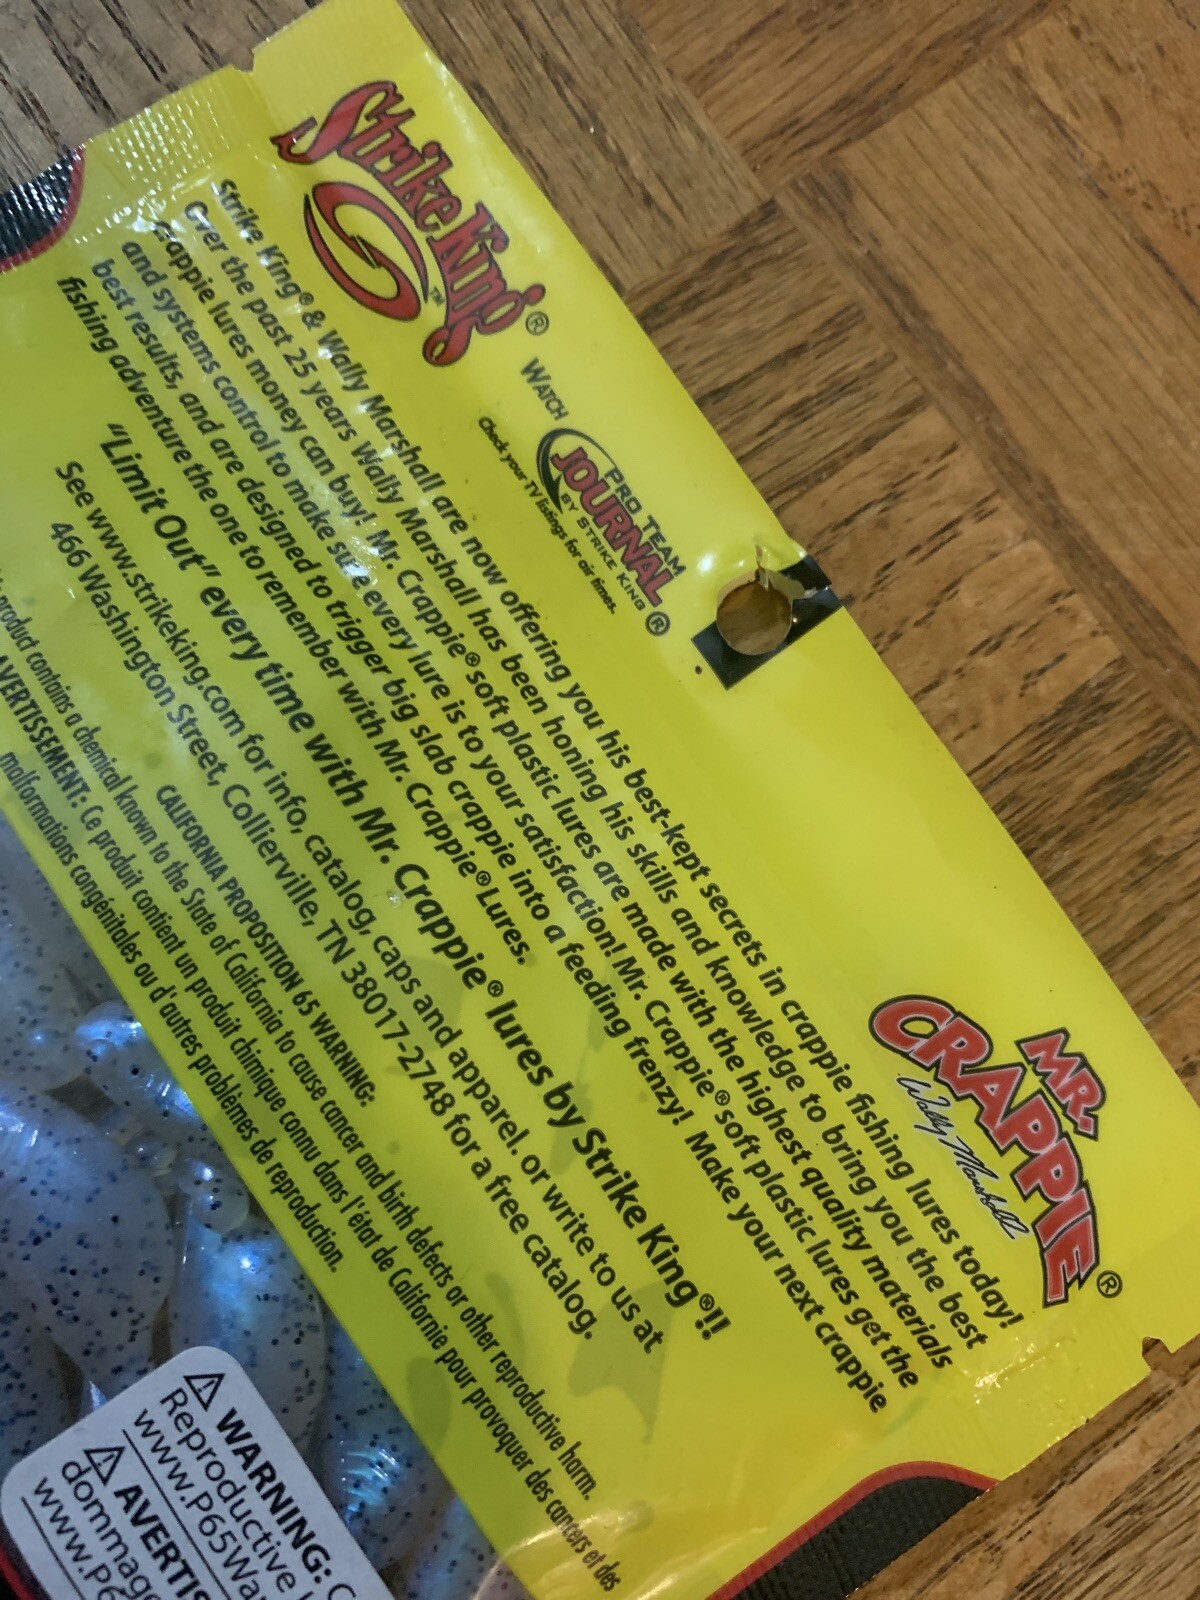 Strike King®
TM
WATCH
PRO TEAM
JOURNAL®
BY STRIKE KING
Check your TV listings for air times.
MR.
CRAPPIE®
Wally Marshall
Strike King® & Wally Marshall are now offering you his best-kept secrets in crappie fishing lures today!
Over the past 25 years Wally Marshall has been honing his skills and knowledge to bring you the best
crappie lures money can buy! Mr. Crappie® soft plastic lures are made with the highest quality materials
and systems control to make sure every lure is to your satisfaction! Mr. Crappie® soft plastic lures get the
best results, and are designed to trigger big slab crappie into a feeding frenzy! Make your next crappie
fishing adventure the one to remember with Mr. Crappie® Lures.
"Limit Out" every time with Mr. Crappie® lures by Strike King®!!
See www.strikeking.com for info, catalog, caps and apparel. or write to us at
466 Washington Street, Collierville, TN 38017-2748 for a free catalog.
CALIFORNIA PROPOSITION 65 WARNING:
product contains a chemical known to the State of California to cause cancer and birth defects or other reproductive harm.
AVERTISSEMENT: Ce produit contient un produit chimique connu dans l'état de Californie pour provoquer des cancers et des
malformations congénitales ou d'autres problèmes de reproduction.
⚠ WARNING: C
Reproductive
www.P65Wa
⚠ AVERTIS
dommag
www.P6